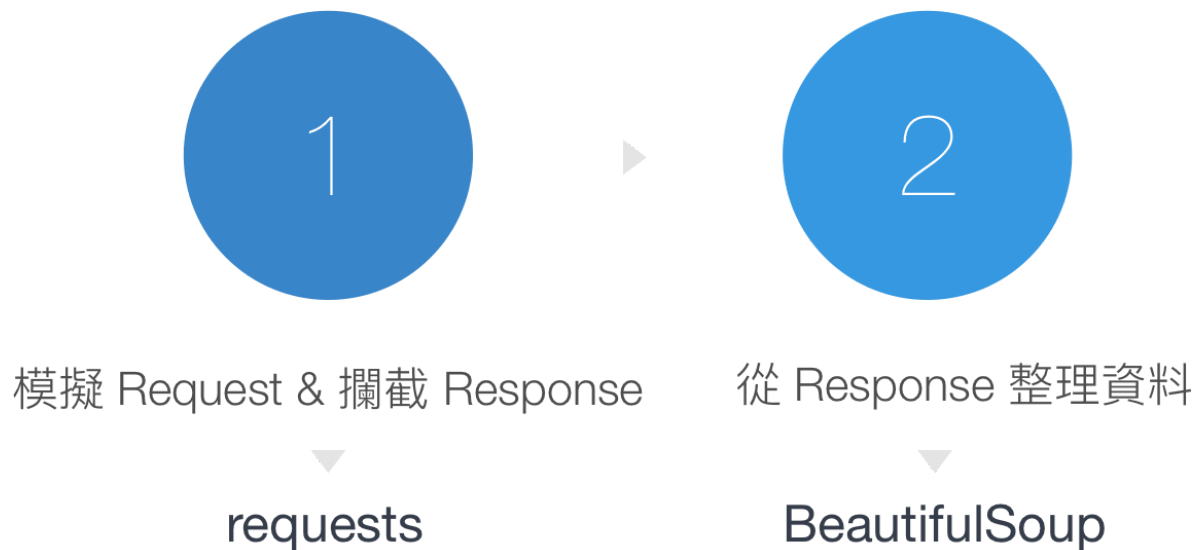 1
2
模擬 Request & 攔截 Response
從 Response 整理資料
requests
BeautifulSoup